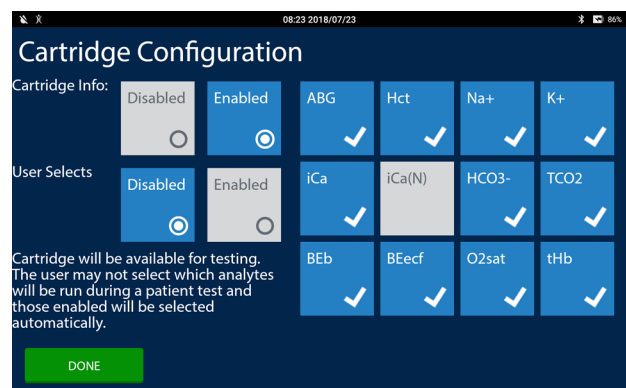 08:23 2018/07/23
86%
Cartridge Configuration
Cartridge Info:
Disabled
Enabled
ABG
Hct
Na+
K+
User Selects
Disabled
Enabled
iCa
iCa(N)
HCO3-
TCO2
Cartridge will be available for testing.
The user may not select which analytes
will be run during a patient test and
those enabled will be selected
automatically.
BEb
BEecf
O2sat
tHb
DONE